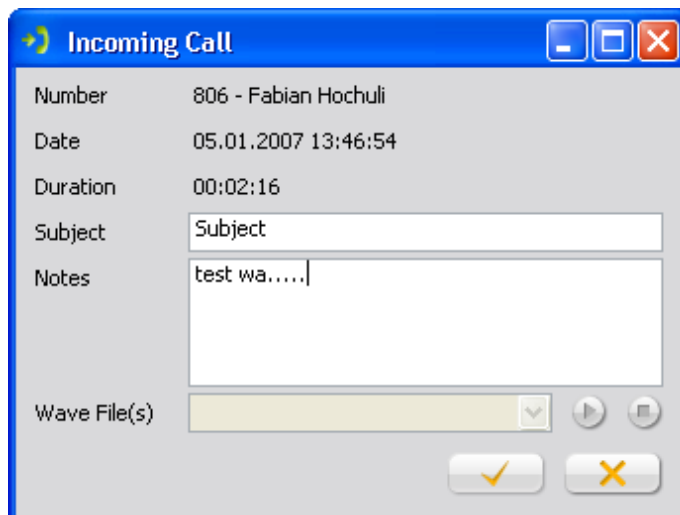 Incoming Call
Number 806 - Fabian Hochuli
Date 05.01.2007 13:46:54
Duration 00:02:16
Subject Subject
Notes test wa.....
Wave File(s)